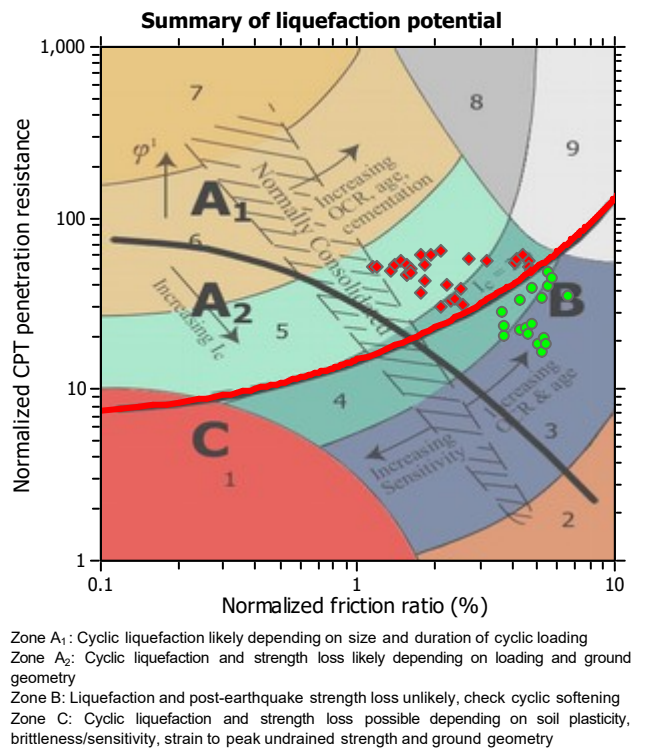 Summary of liquefaction potential
Normalized CPT penetration resistance
1,000
100
10
1
7
8
9
φ'
A1
Normally Consolidated
Increasing
OCR, age,
cementation
6
A2
Increasing Ic
5
Ic =
B
4
Increasing
OCR & age
3
C
1
Increasing
Sensitivity
2
0.1
1
10
Normalized friction ratio (%)
Zone A1: Cyclic liquefaction likely depending on size and duration of cyclic loading
Zone A2: Cyclic liquefaction and strength loss likely depending on loading and ground
geometry
Zone B: Liquefaction and post-earthquake strength loss unlikely, check cyclic softening
Zone C: Cyclic liquefaction and strength loss possible depending on soil plasticity,
brittleness/sensitivity, strain to peak undrained strength and ground geometry